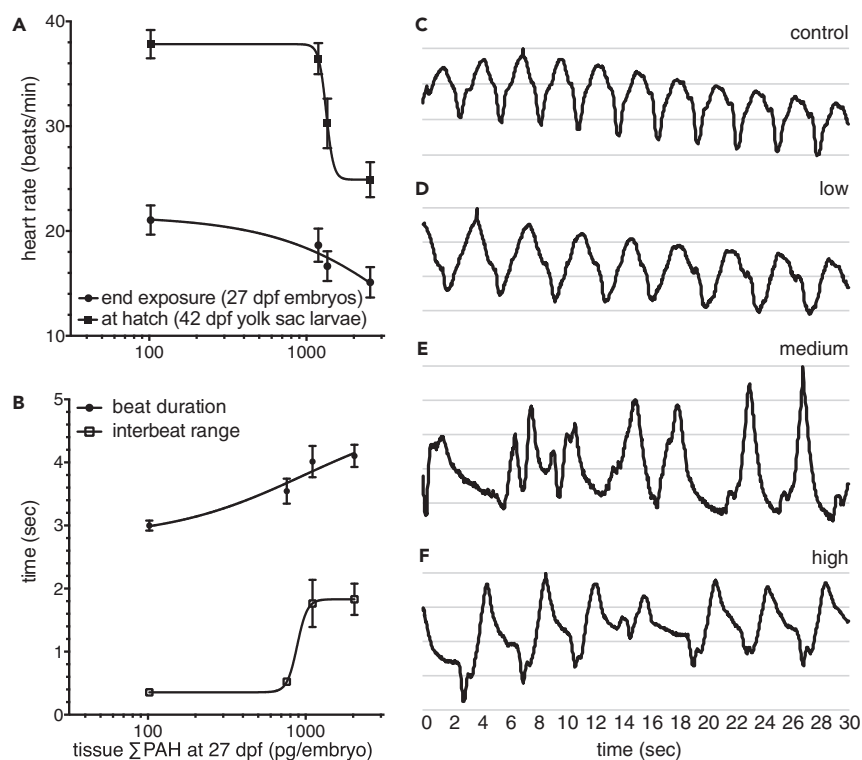 A
40
30
20
10
heart rate (beats/min)
end exposure (27 dpf embryos)
at hatch (42 dpf yolk sac larvae)
100
1000
B
5
4
3
2
1
0
time (sec)
beat duration
interbeat range
100
1000
tissue ∑PAH at 27 dpf (pg/embryo)
C
control
D
low
E
medium
F
high
0 2 4 6 8 10 12 14 16 18 20 22 24 26 28 30
time (sec)